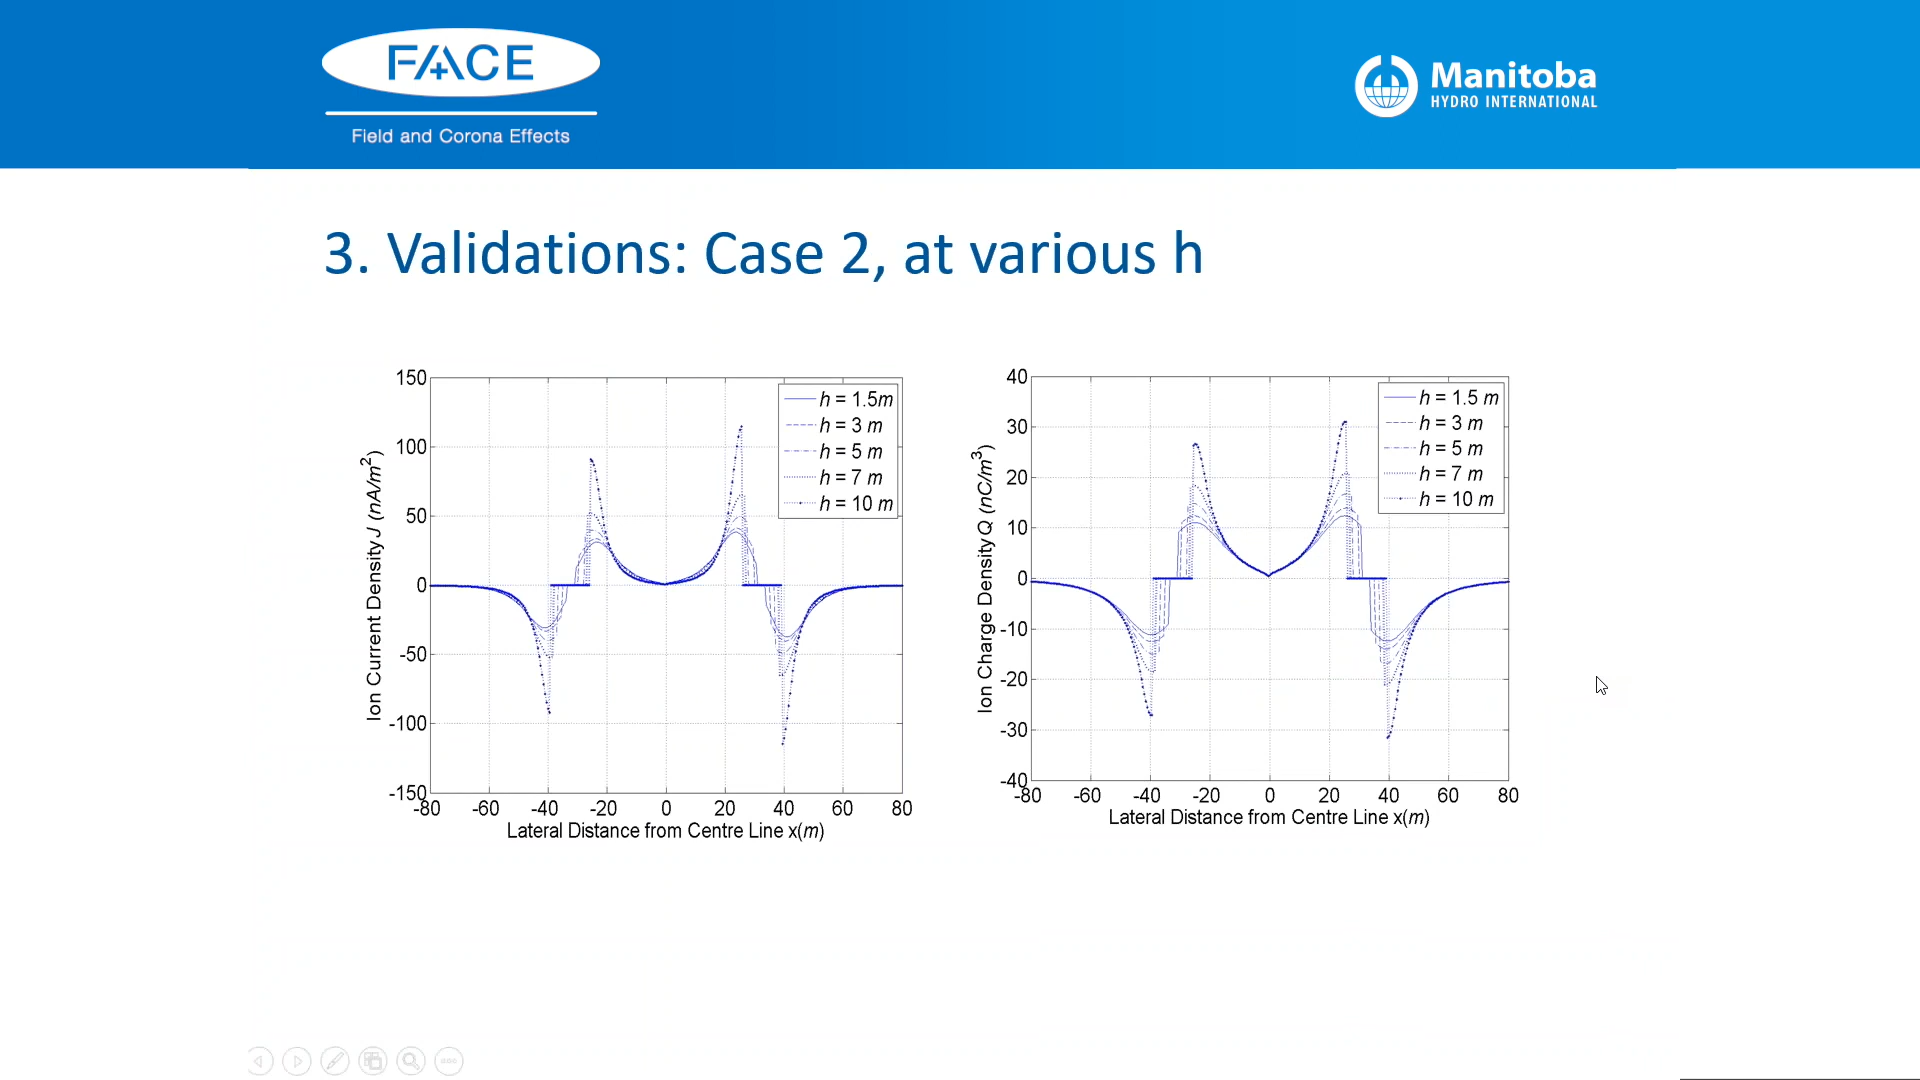 FACE
Field and Corona Effects
Manitoba
HYDRO INTERNATIONAL
3. Validations: Case 2, at various h
150
100
50
0
-50
-100
-150
Ion Current Density J (nA/m²)
h = 1.5m
h = 3 m
h = 5 m
h = 7 m
h = 10 m
-80 -60 -40 -20 0 20 40 60 80
Lateral Distance from Centre Line x(m)
40
30
20
10
0
-10
-20
-30
-40
Ion Charge Density Q (nC/m³)
h = 1.5 m
h = 3 m
h = 5 m
h = 7 m
h = 10 m
-80 -60 -40 -20 0 20 40 60 80
Lateral Distance from Centre Line x(m)